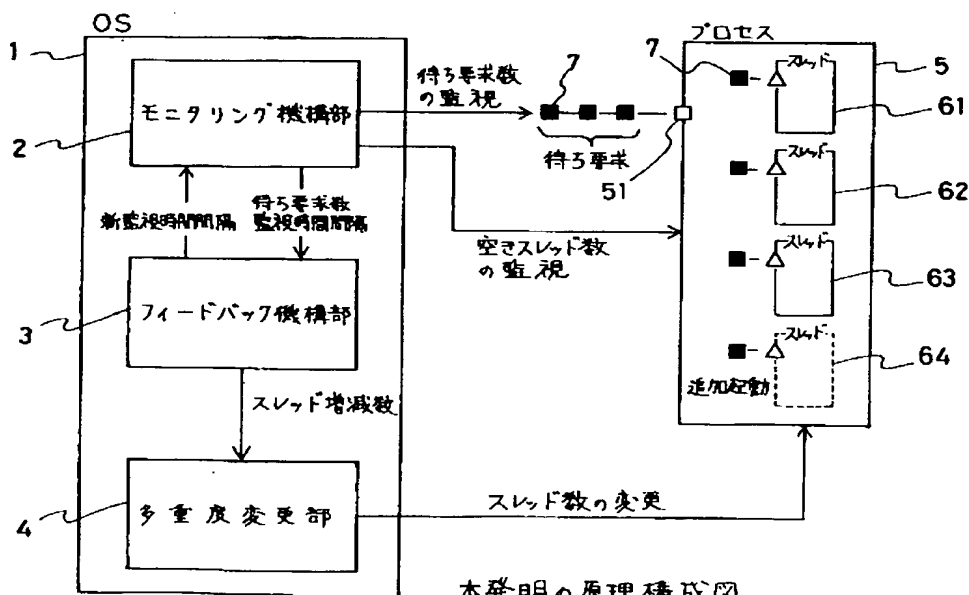 OS
1
モニタリング機構部
2
待ち要求数
の監視
7
待ち要求
51
新監視時間間隔
待ち要求数
監視時間間隔
空きスレッド数
の監視
フィードバック機構部
3
スレッド増減数
多重度変更部
4
スレッド数の変更
プロセス
5
7
スレッド
61
スレッド
62
スレッド
63
スレッド
64
追加起動
本発明の原理構成図